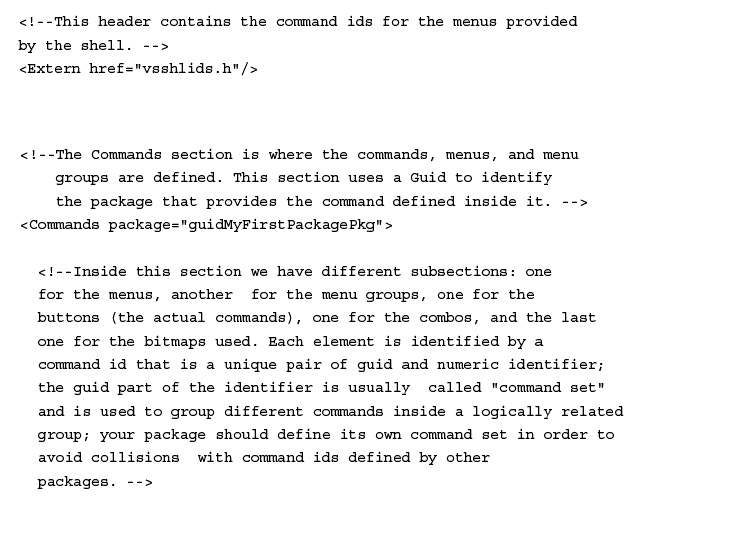 <!--This header contains the command ids for the menus provided
by the shell. -->
<Extern href="vsshlids.h"/>
<!--The Commands section is where the commands, menus, and menu
groups are defined. This section uses a Guid to identify
the package that provides the command defined inside it. -->
<Commands package="guidMyFirstPackagePkg">
<!--Inside this section we have different subsections: one
for the menus, another  for the menu groups, one for the
buttons (the actual commands), one for the combos, and the last
one for the bitmaps used. Each element is identified by a
command id that is a unique pair of guid and numeric identifier;
the guid part of the identifier is usually  called "command set"
and is used to group different commands inside a logically related
group; your package should define its own command set in order to
avoid collisions  with command ids defined by other
packages. -->